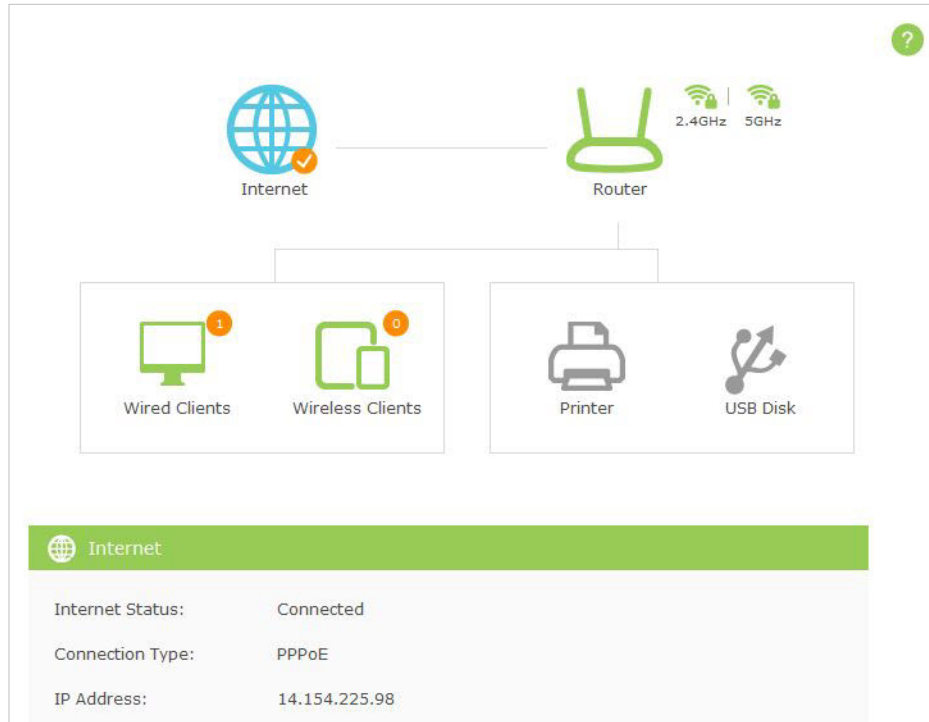 ?
2.4GHz 5GHz
Internet Router
1 0
Wired Clients Wireless Clients Printer USB Disk
Internet
Internet Status: Connected
Connection Type: PPPoE
IP Address: 14.154.225.98